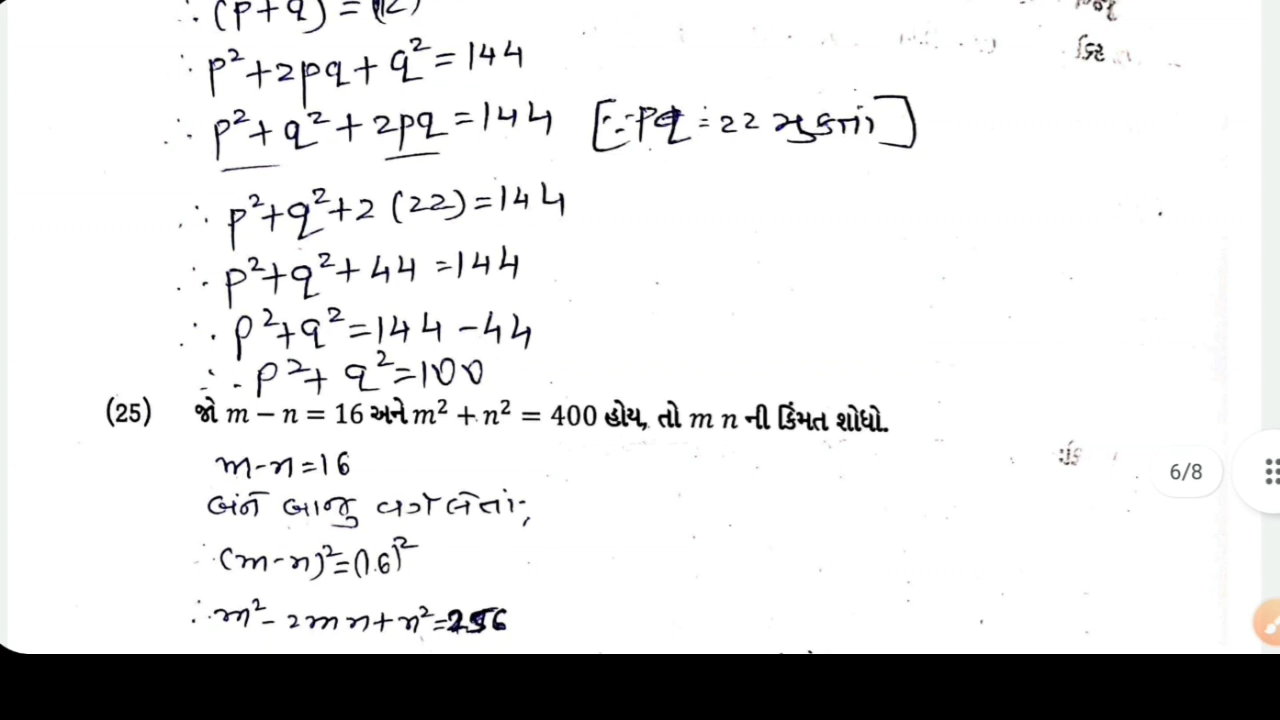 ∴ (p+q) = (12)
∴ p²+2pq+q²=144
∴ p²+q²+2pq=144 [∵pq=22 મુકતાં]
∴ p²+q²+2(22)=144
∴ p²+q²+44=144
∴ p²+q²=144-44
∴ p²+q²=100
(25) જો m − n = 16 અને m² + n² = 400 હોય, તો m n ની કિંમત શોધો.
m-n=16
બંને બાજુ વર્ગ લેતાં,
∴(m-n)²=(16)²
∴m²-2mn+n²=256
6/8